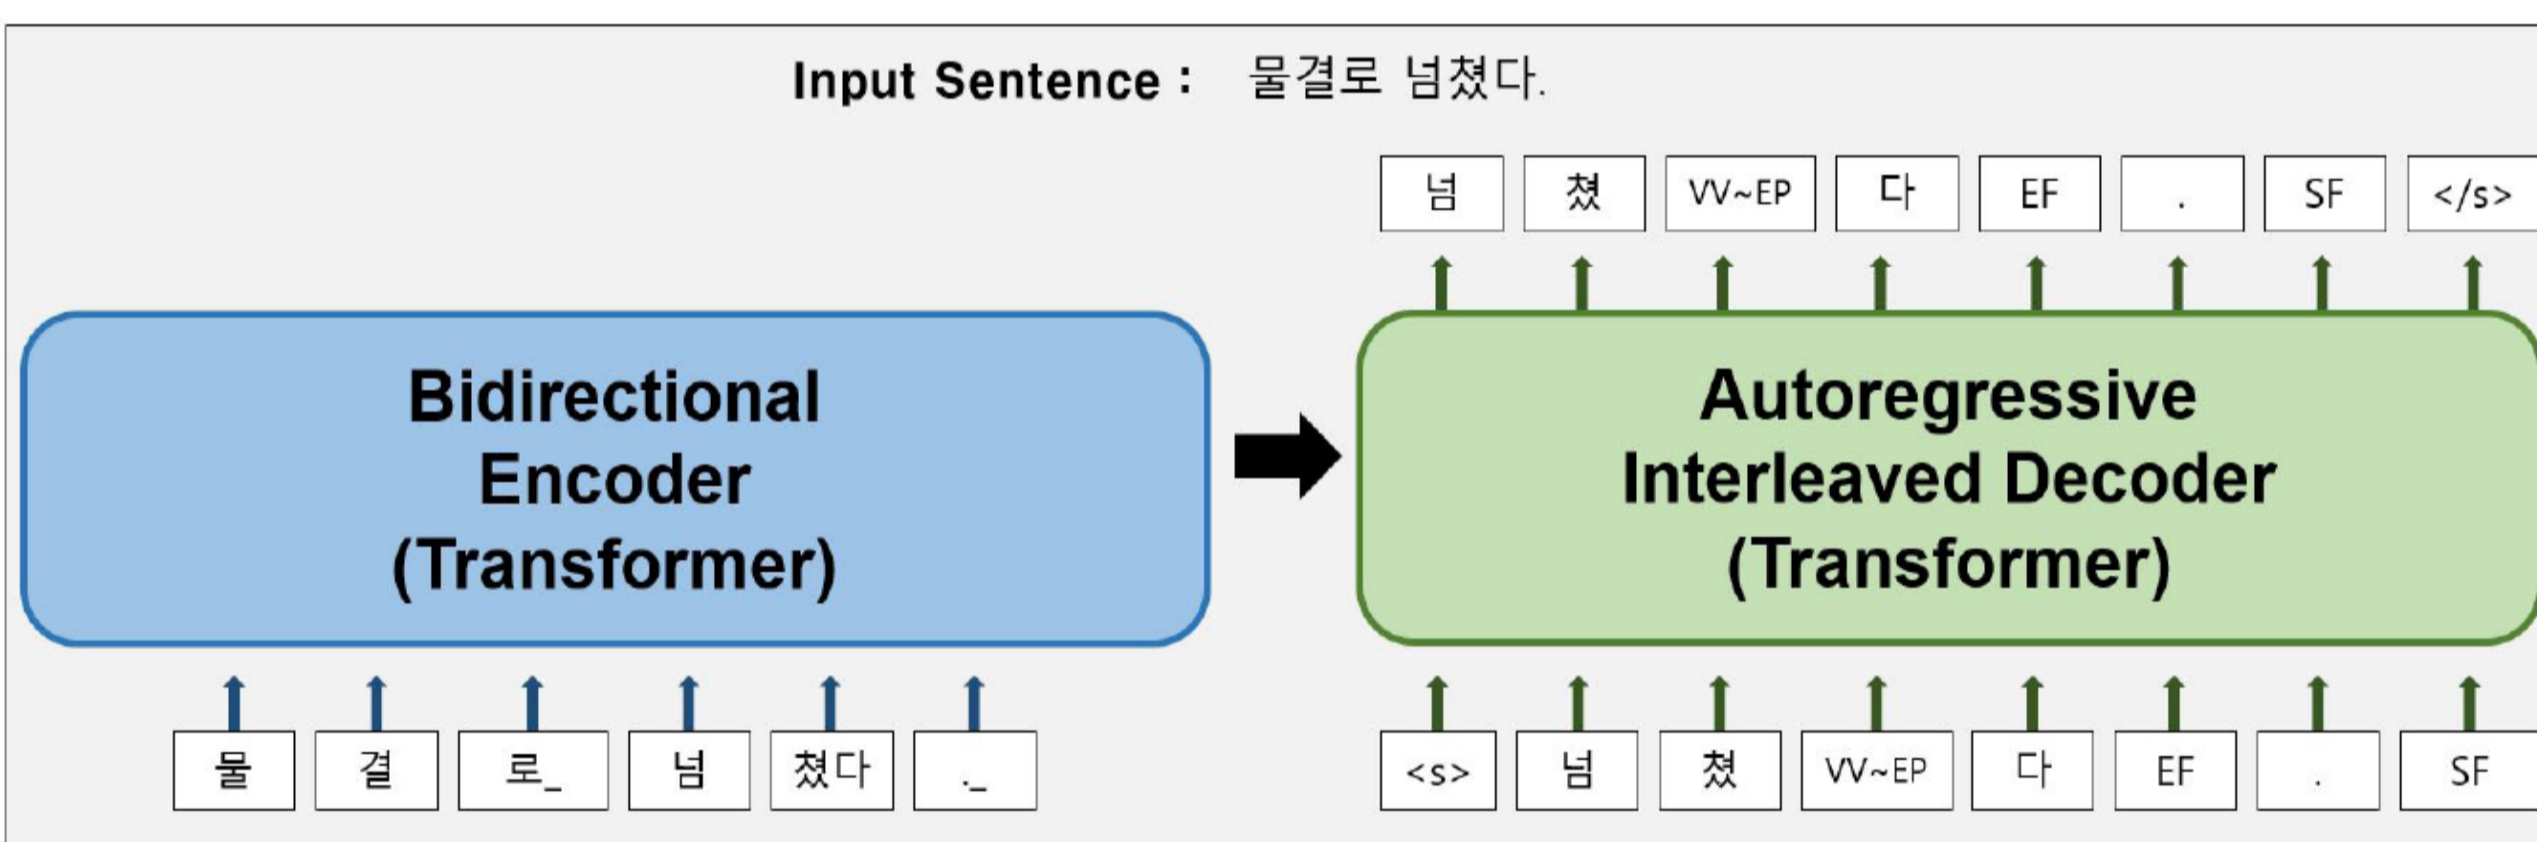 Input Sentence : 물결로 넘쳤다.
넘 쳤 VV~EP 다 EF . SF </s>
Bidirectional
Encoder
(Transformer)
Autoregressive
Interleaved Decoder
(Transformer)
물 결 로_ 넘 쳤다 ._
<s> 넘 쳤 VV~EP 다 EF . SF